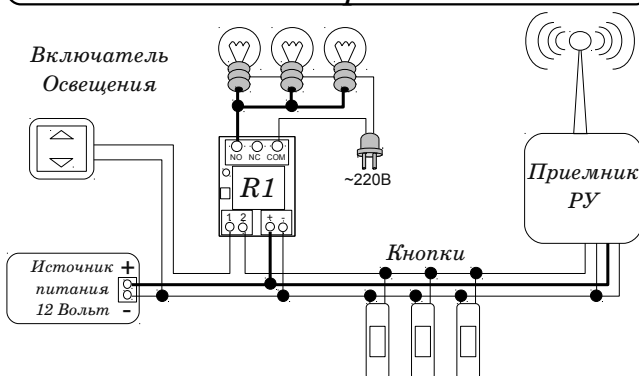 Включатель
Освещения
NO NC COM
R1
1 2 + -
~220В
Приемник
РУ
Кнопки
Источник +
питания
12 Вольт -